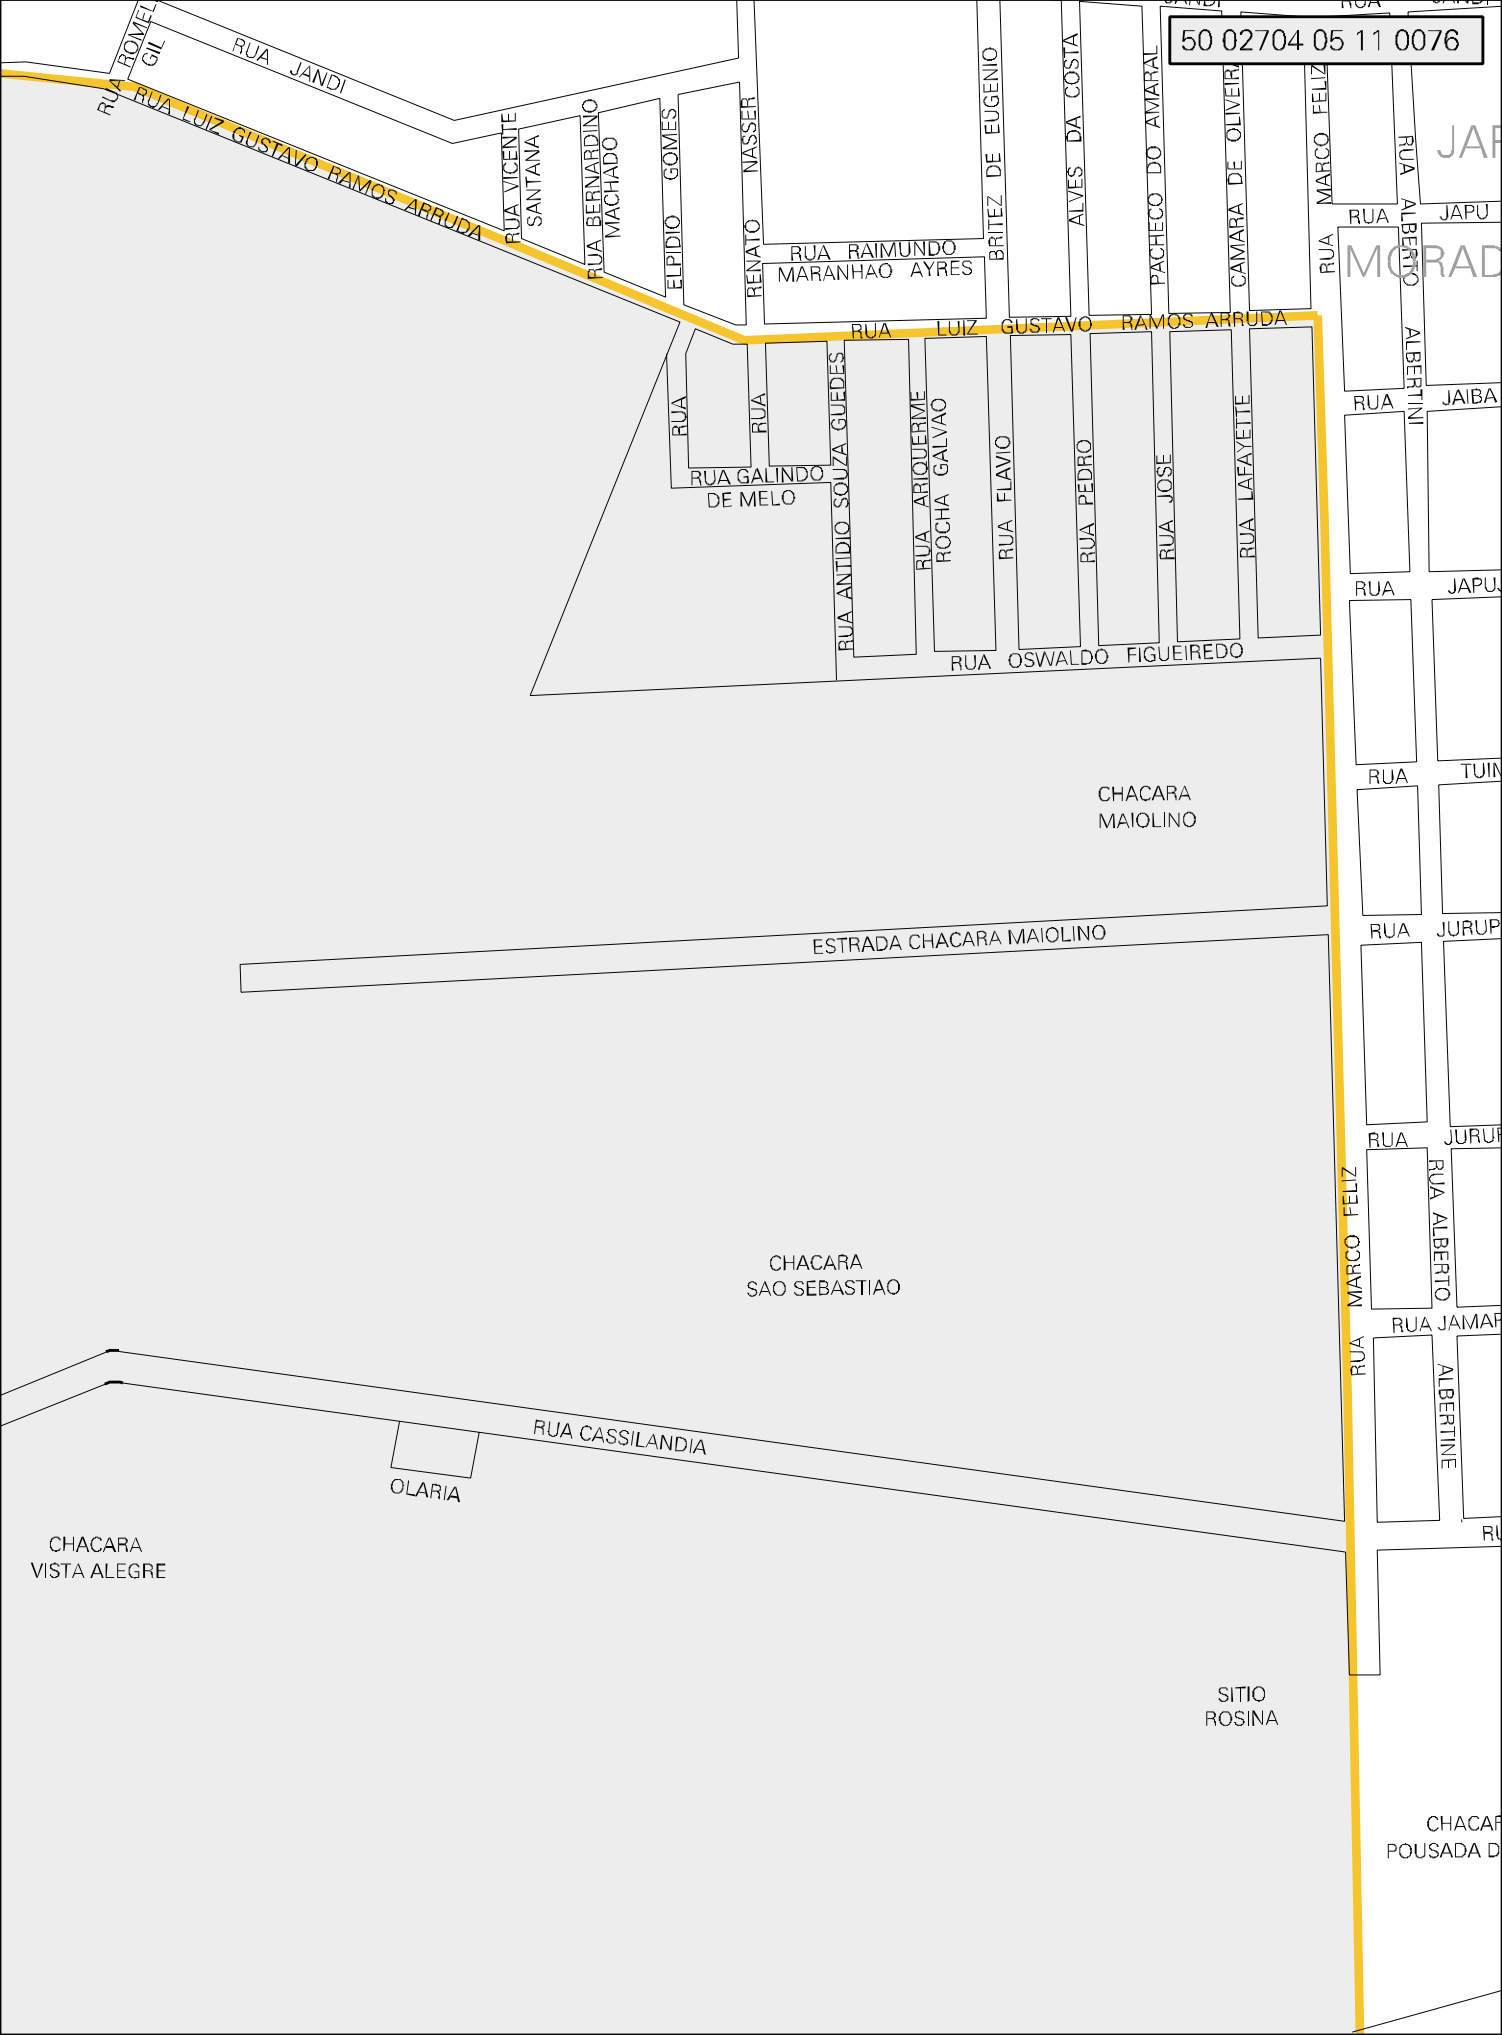 50 02704 05 11 0076
RUA
JANDI
GIL
RUA JANDI
RUA LUIZ GUSTAVO RAMOS ARRUDA
RUA VICENTE
SANTANA
RUA BERNARDINO
MACHADO
ELPIDIO GOMES
RENATO NASSER
BRITEZ DE EUGENIO
ALVES DA COSTA
PACHECO DO AMARAL
CAMARA DE OLIVEIRA
RUA MARCO FELIZ
RUA ALBERTO ALBERTINI
RUA JAPU
RUA RAIMUNDO
MARANHAO AYRES
RUA LUIZ GUSTAVO RAMOS ARRUDA
RUA
RUA
RUA GALINDO
DE MELO
RUA ANTIDIO SOUZA GUEDES
RUA ARIQUERME
ROCHA GALVAO
RUA FLAVIO
RUA PEDRO
RUA JOSE
RUA LAFAYETTE
RUA JAIBA
RUA
RUA OSWALDO FIGUEIREDO
CHACARA
MAIOLINO
RUA
ESTRADA CHACARA MAIOLINO
RUA
RUA
CHACARA
SAO SEBASTIAO
RUA MARCO FELIZ
RUA ALBERTO
ALBERTINE
RUA
RUA CASSILANDIA
OLARIA
CHACARA
VISTA ALEGRE
SITIO
ROSINA
POUSADA